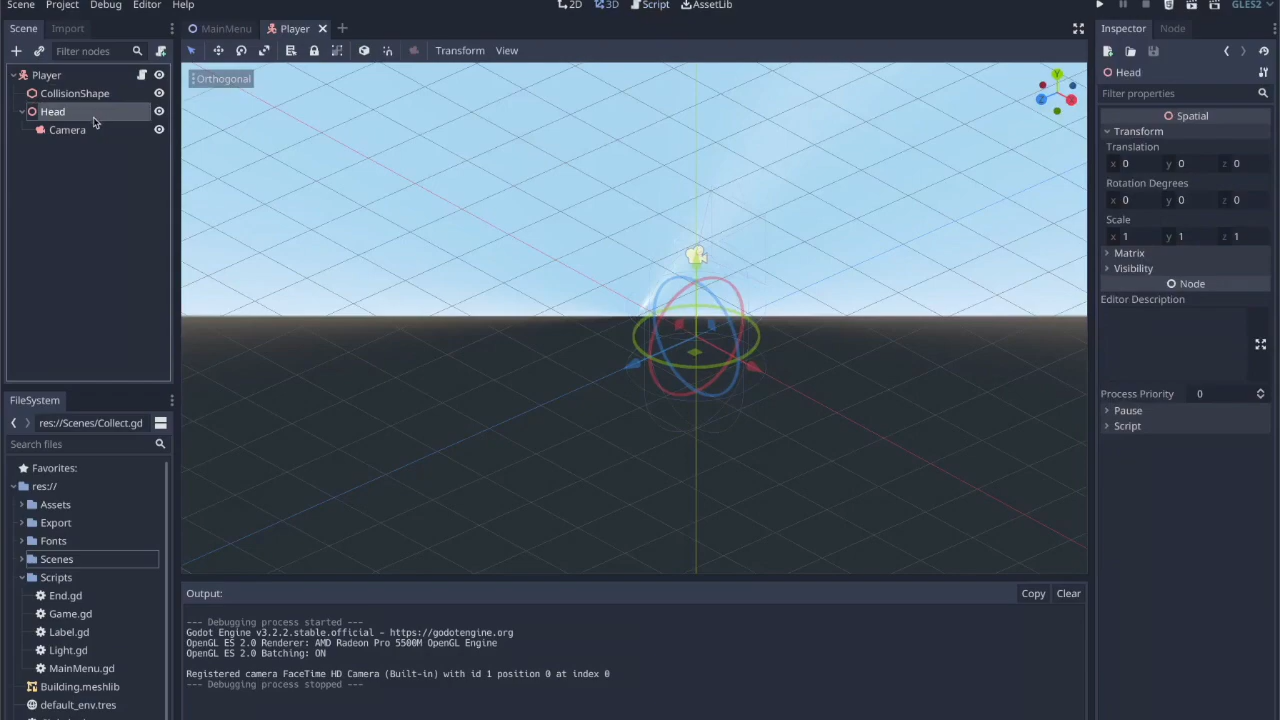 Scene Project Debug Editor Help 2D 3D Script AssetLib GLES2
Scene Import MainMenu Player Inspector Node
Filter nodes Transform View
Player Orthogonal Y Head
CollisionShape Z X Filter properties
Head Spatial
Camera Transform
Translation
x 0 y 0 z 0
Rotation Degrees
x 0 y 0 z 0
Scale
x 1 y 1 z 1
Matrix
Visibility
Node
Editor Description
Process Priority 0
Pause
Script
FileSystem
res://Scenes/Collect.gd
Search files
Favorites:
res://
Assets
Export
Fonts
Scenes
Scripts
End.gd
Game.gd
Label.gd
Light.gd
MainMenu.gd
Building.meshlib
default_env.tres
Output: Copy Clear
--- Debugging process started ---
Godot Engine v3.2.2.stable.official - https://godotengine.org
OpenGL ES 2.0 Renderer: AMD Radeon Pro 5500M OpenGL Engine
OpenGL ES 2.0 Batching: ON
Registered camera FaceTime HD Camera (Built-in) with id 1 position 0 at index 0
--- Debugging process stopped ---